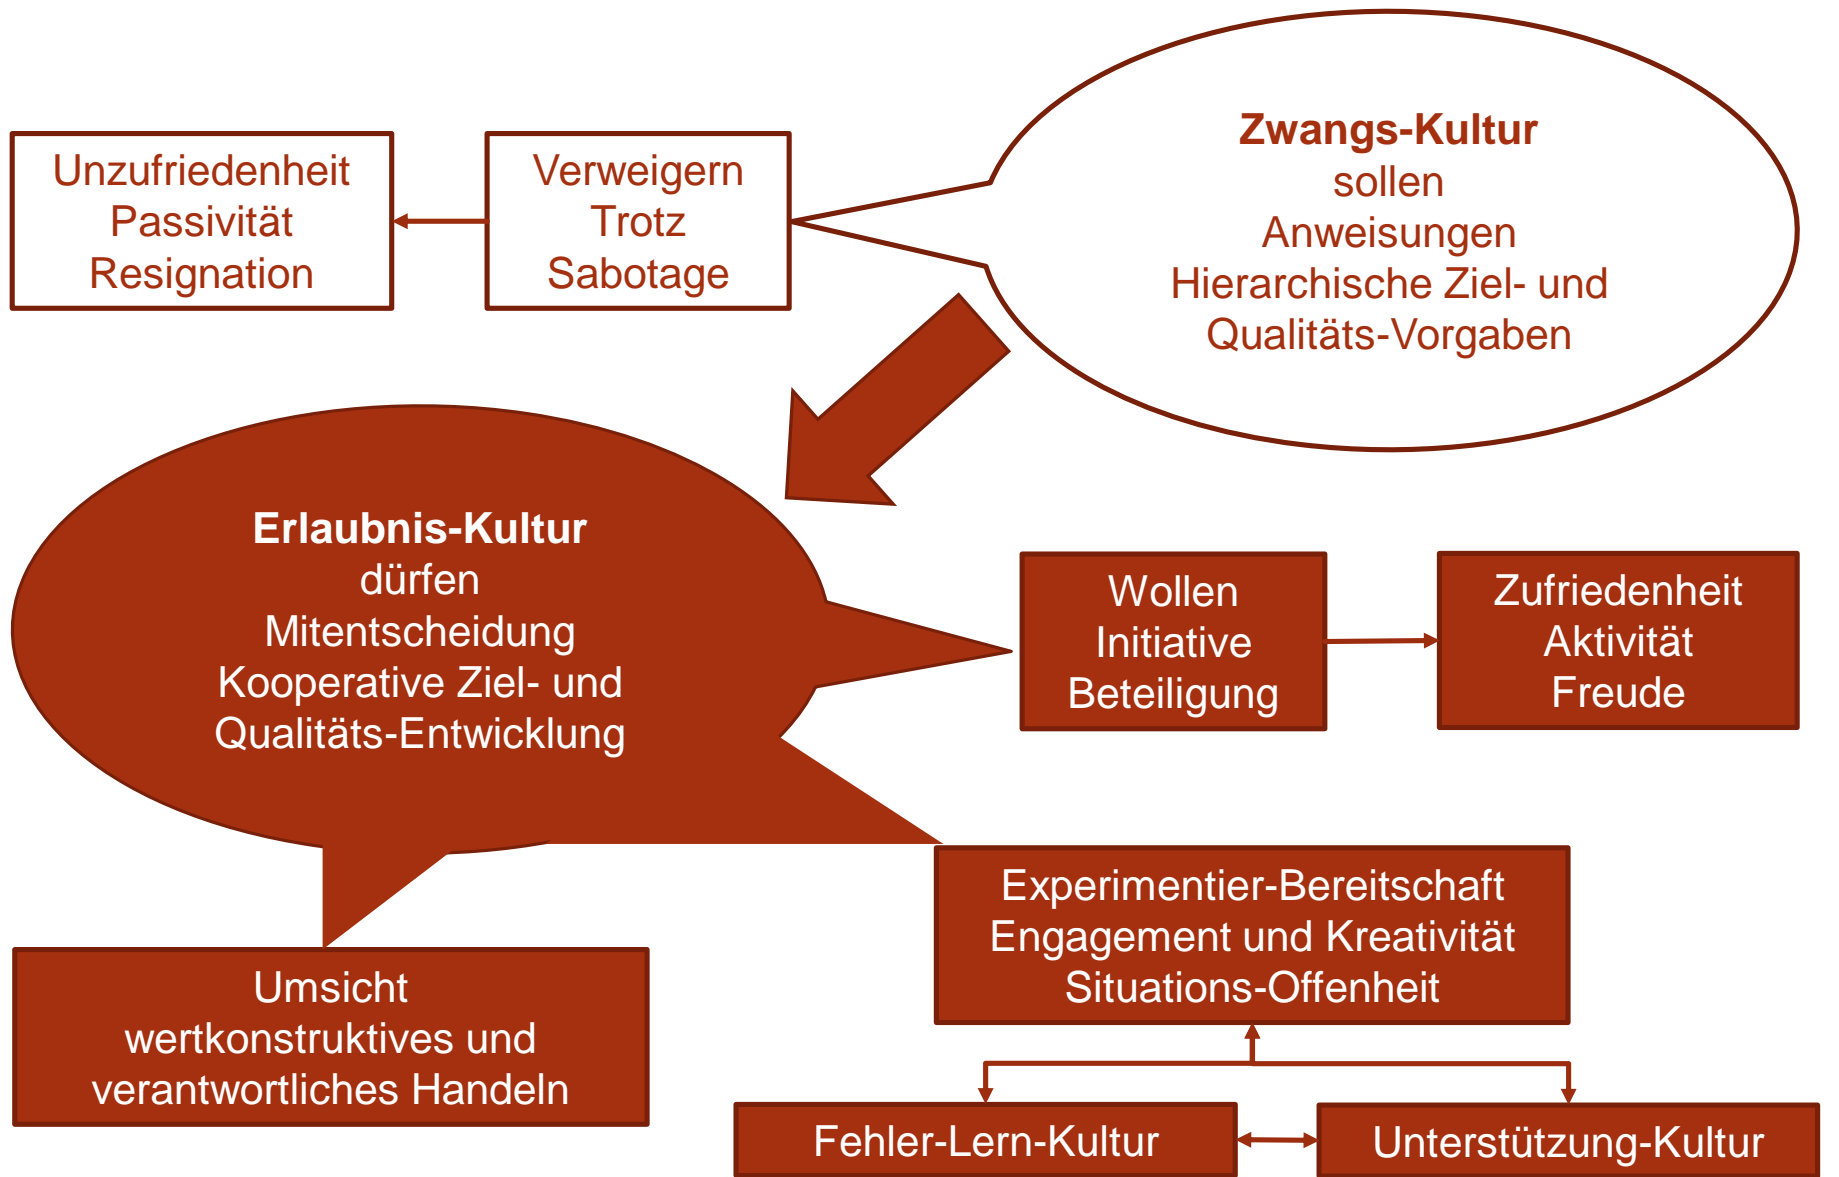 Unzufriedenheit
Passivität
Resignation
Verweigern
Trotz
Sabotage
Zwangs-Kultur
sollen
Anweisungen
Hierarchische Ziel- und
Qualitäts-Vorgaben
Erlaubnis-Kultur
dürfen
Mitentscheidung
Kooperative Ziel- und
Qualitäts-Entwicklung
Wollen
Initiative
Beteiligung
Zufriedenheit
Aktivität
Freude
Umsicht
wertkonstruktives und
verantwortliches Handeln
Experimentier-Bereitschaft
Engagement und Kreativität
Situations-Offenheit
Fehler-Lern-Kultur
Unterstützung-Kultur